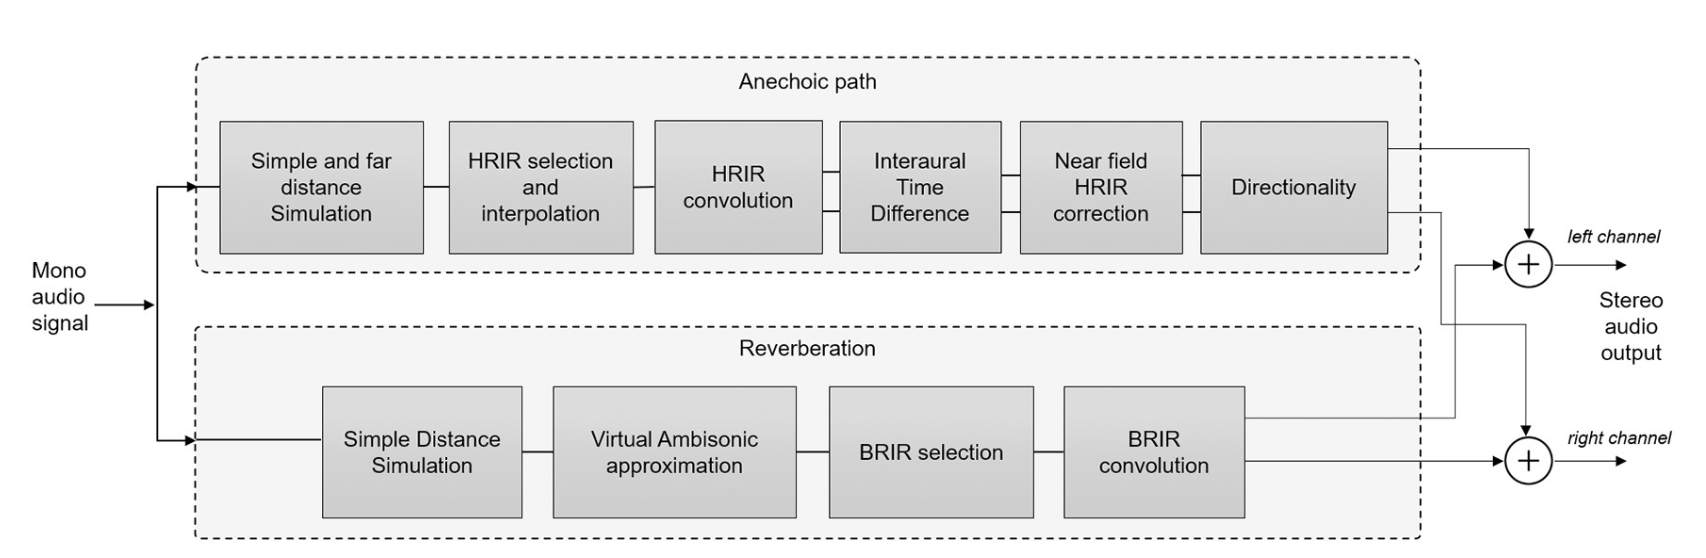 Anechoic path
Simple and far
distance
Simulation
HRIR selection
and
interpolation
HRIR
convolution
Interaural
Time
Difference
Near field
HRIR
correction
Directionality
Mono
audio
signal
left channel
Stereo
audio
output
right channel
Reverberation
Simple Distance
Simulation
Virtual Ambisonic
approximation
BRIR selection
BRIR
convolution